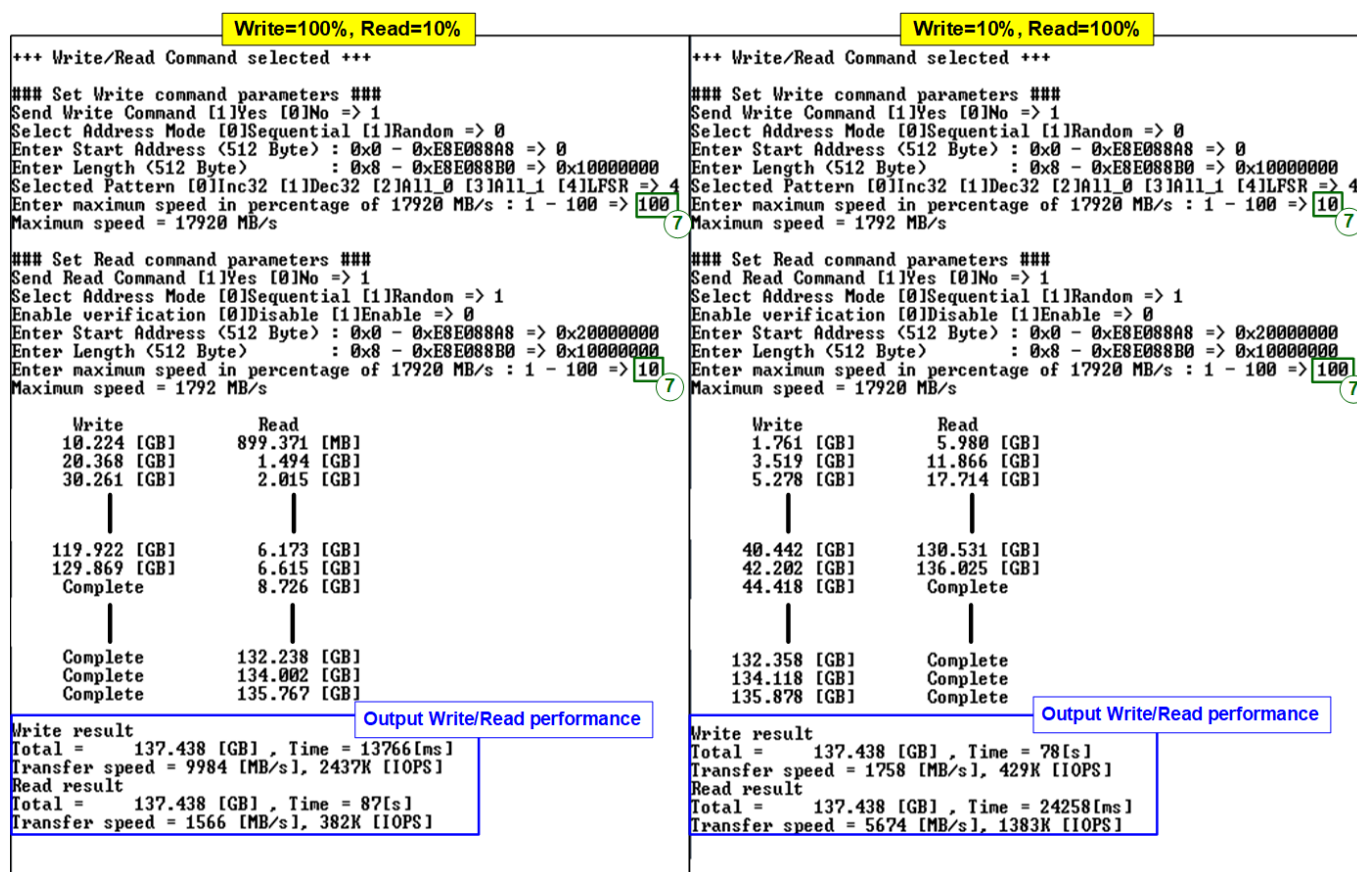 Write=100%, Read=10%
+++ Write/Read Command selected +++
### Set Write command parameters ###
Send Write Command [1]Yes [0]No => 1
Select Address Mode [0]Sequential [1]Random => 0
Enter Start Address (512 Byte) : 0x0 - 0xE8E088A8 => 0
Enter Length (512 Byte)        : 0x8 - 0xE8E088B0 => 0x10000000
Selected Pattern [0]Inc32 [1]Dec32 [2]All_0 [3]All_1 [4]LFSR => 4
Enter maximum speed in percentage of 17920 MB/s : 1 - 100 => 100
7
Maximum speed = 17920 MB/s
### Set Read command parameters ###
Send Read Command [1]Yes [0]No => 1
Select Address Mode [0]Sequential [1]Random => 1
Enable verification [0]Disable [1]Enable => 0
Enter Start Address (512 Byte) : 0x0 - 0xE8E088A8 => 0x20000000
Enter Length (512 Byte)        : 0x8 - 0xE8E088B0 => 0x10000000
Enter maximum speed in percentage of 17920 MB/s : 1 - 100 => 10
7
Maximum speed = 1792 MB/s
Write Read
10.224 [GB] 899.371 [MB]
20.368 [GB] 1.494 [GB]
30.261 [GB] 2.015 [GB]
119.922 [GB] 6.173 [GB]
129.869 [GB] 6.615 [GB]
Complete 8.726 [GB]
Complete 132.238 [GB]
Complete 134.002 [GB]
Complete 135.767 [GB]
Output Write/Read performance
Write result
Total = 137.438 [GB] , Time = 13766[ms]
Transfer speed = 9984 [MB/s], 2437K [IOPS]
Read result
Total = 137.438 [GB] , Time = 87[s]
Transfer speed = 1566 [MB/s], 382K [IOPS]
Write=10%, Read=100%
+++ Write/Read Command selected +++
### Set Write command parameters ###
Send Write Command [1]Yes [0]No => 1
Select Address Mode [0]Sequential [1]Random => 0
Enter Start Address (512 Byte) : 0x0 - 0xE8E088A8 => 0
Enter Length (512 Byte)        : 0x8 - 0xE8E088B0 => 0x10000000
Selected Pattern [0]Inc32 [1]Dec32 [2]All_0 [3]All_1 [4]LFSR => 4
Enter maximum speed in percentage of 17920 MB/s : 1 - 100 => 10
7
Maximum speed = 1792 MB/s
### Set Read command parameters ###
Send Read Command [1]Yes [0]No => 1
Select Address Mode [0]Sequential [1]Random => 1
Enable verification [0]Disable [1]Enable => 0
Enter Start Address (512 Byte) : 0x0 - 0xE8E088A8 => 0x20000000
Enter Length (512 Byte)        : 0x8 - 0xE8E088B0 => 0x10000000
Enter maximum speed in percentage of 17920 MB/s : 1 - 100 => 100
7
Maximum speed = 17920 MB/s
Write Read
1.761 [GB] 5.980 [GB]
3.519 [GB] 11.866 [GB]
5.278 [GB] 17.714 [GB]
40.442 [GB] 130.531 [GB]
42.202 [GB] 136.025 [GB]
44.418 [GB] Complete
132.358 [GB] Complete
134.118 [GB] Complete
135.878 [GB] Complete
Output Write/Read performance
Write result
Total = 137.438 [GB] , Time = 78[s]
Transfer speed = 1758 [MB/s], 429K [IOPS]
Read result
Total = 137.438 [GB] , Time = 24258[ms]
Transfer speed = 5674 [MB/s], 1383K [IOPS]